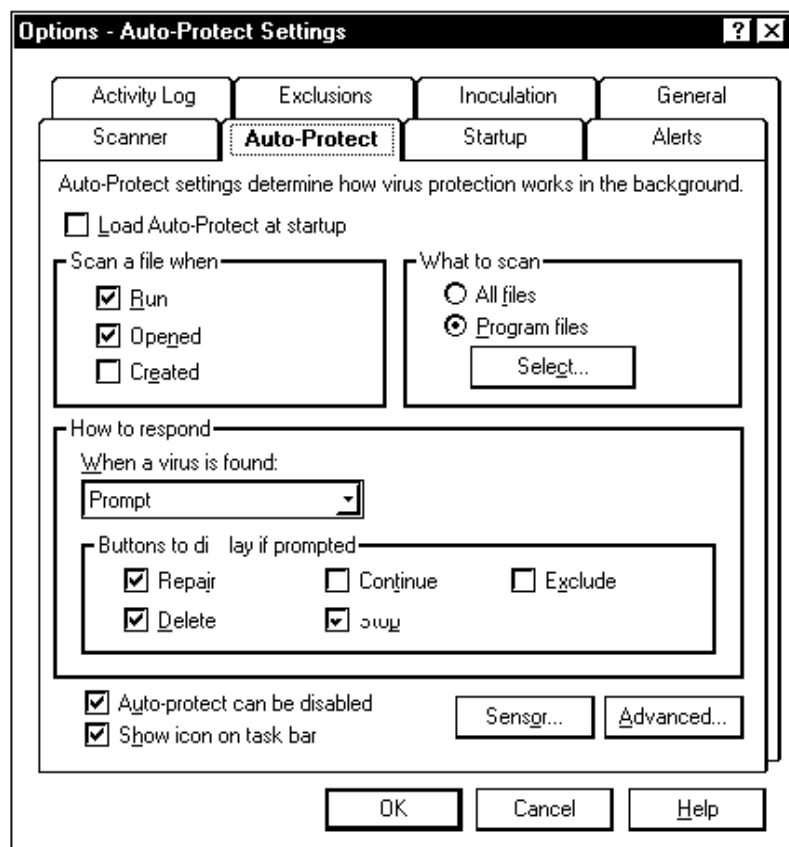 Options - Auto-Protect Settings
Activity Log Exclusions Inoculation General
Scanner Auto-Protect Startup Alerts
Auto-Protect settings determine how virus protection works in the background.
Load Auto-Protect at startup
Scan a file when
Run
Opened
Created
What to scan
All files
Program files
Select...
How to respond
When a virus is found:
Prompt
Buttons to di lay if prompted
Repair Continue Exclude
Delete
Auto-protect can be disabled
Show icon on task bar
Sensor... Advanced...
OK Cancel Help